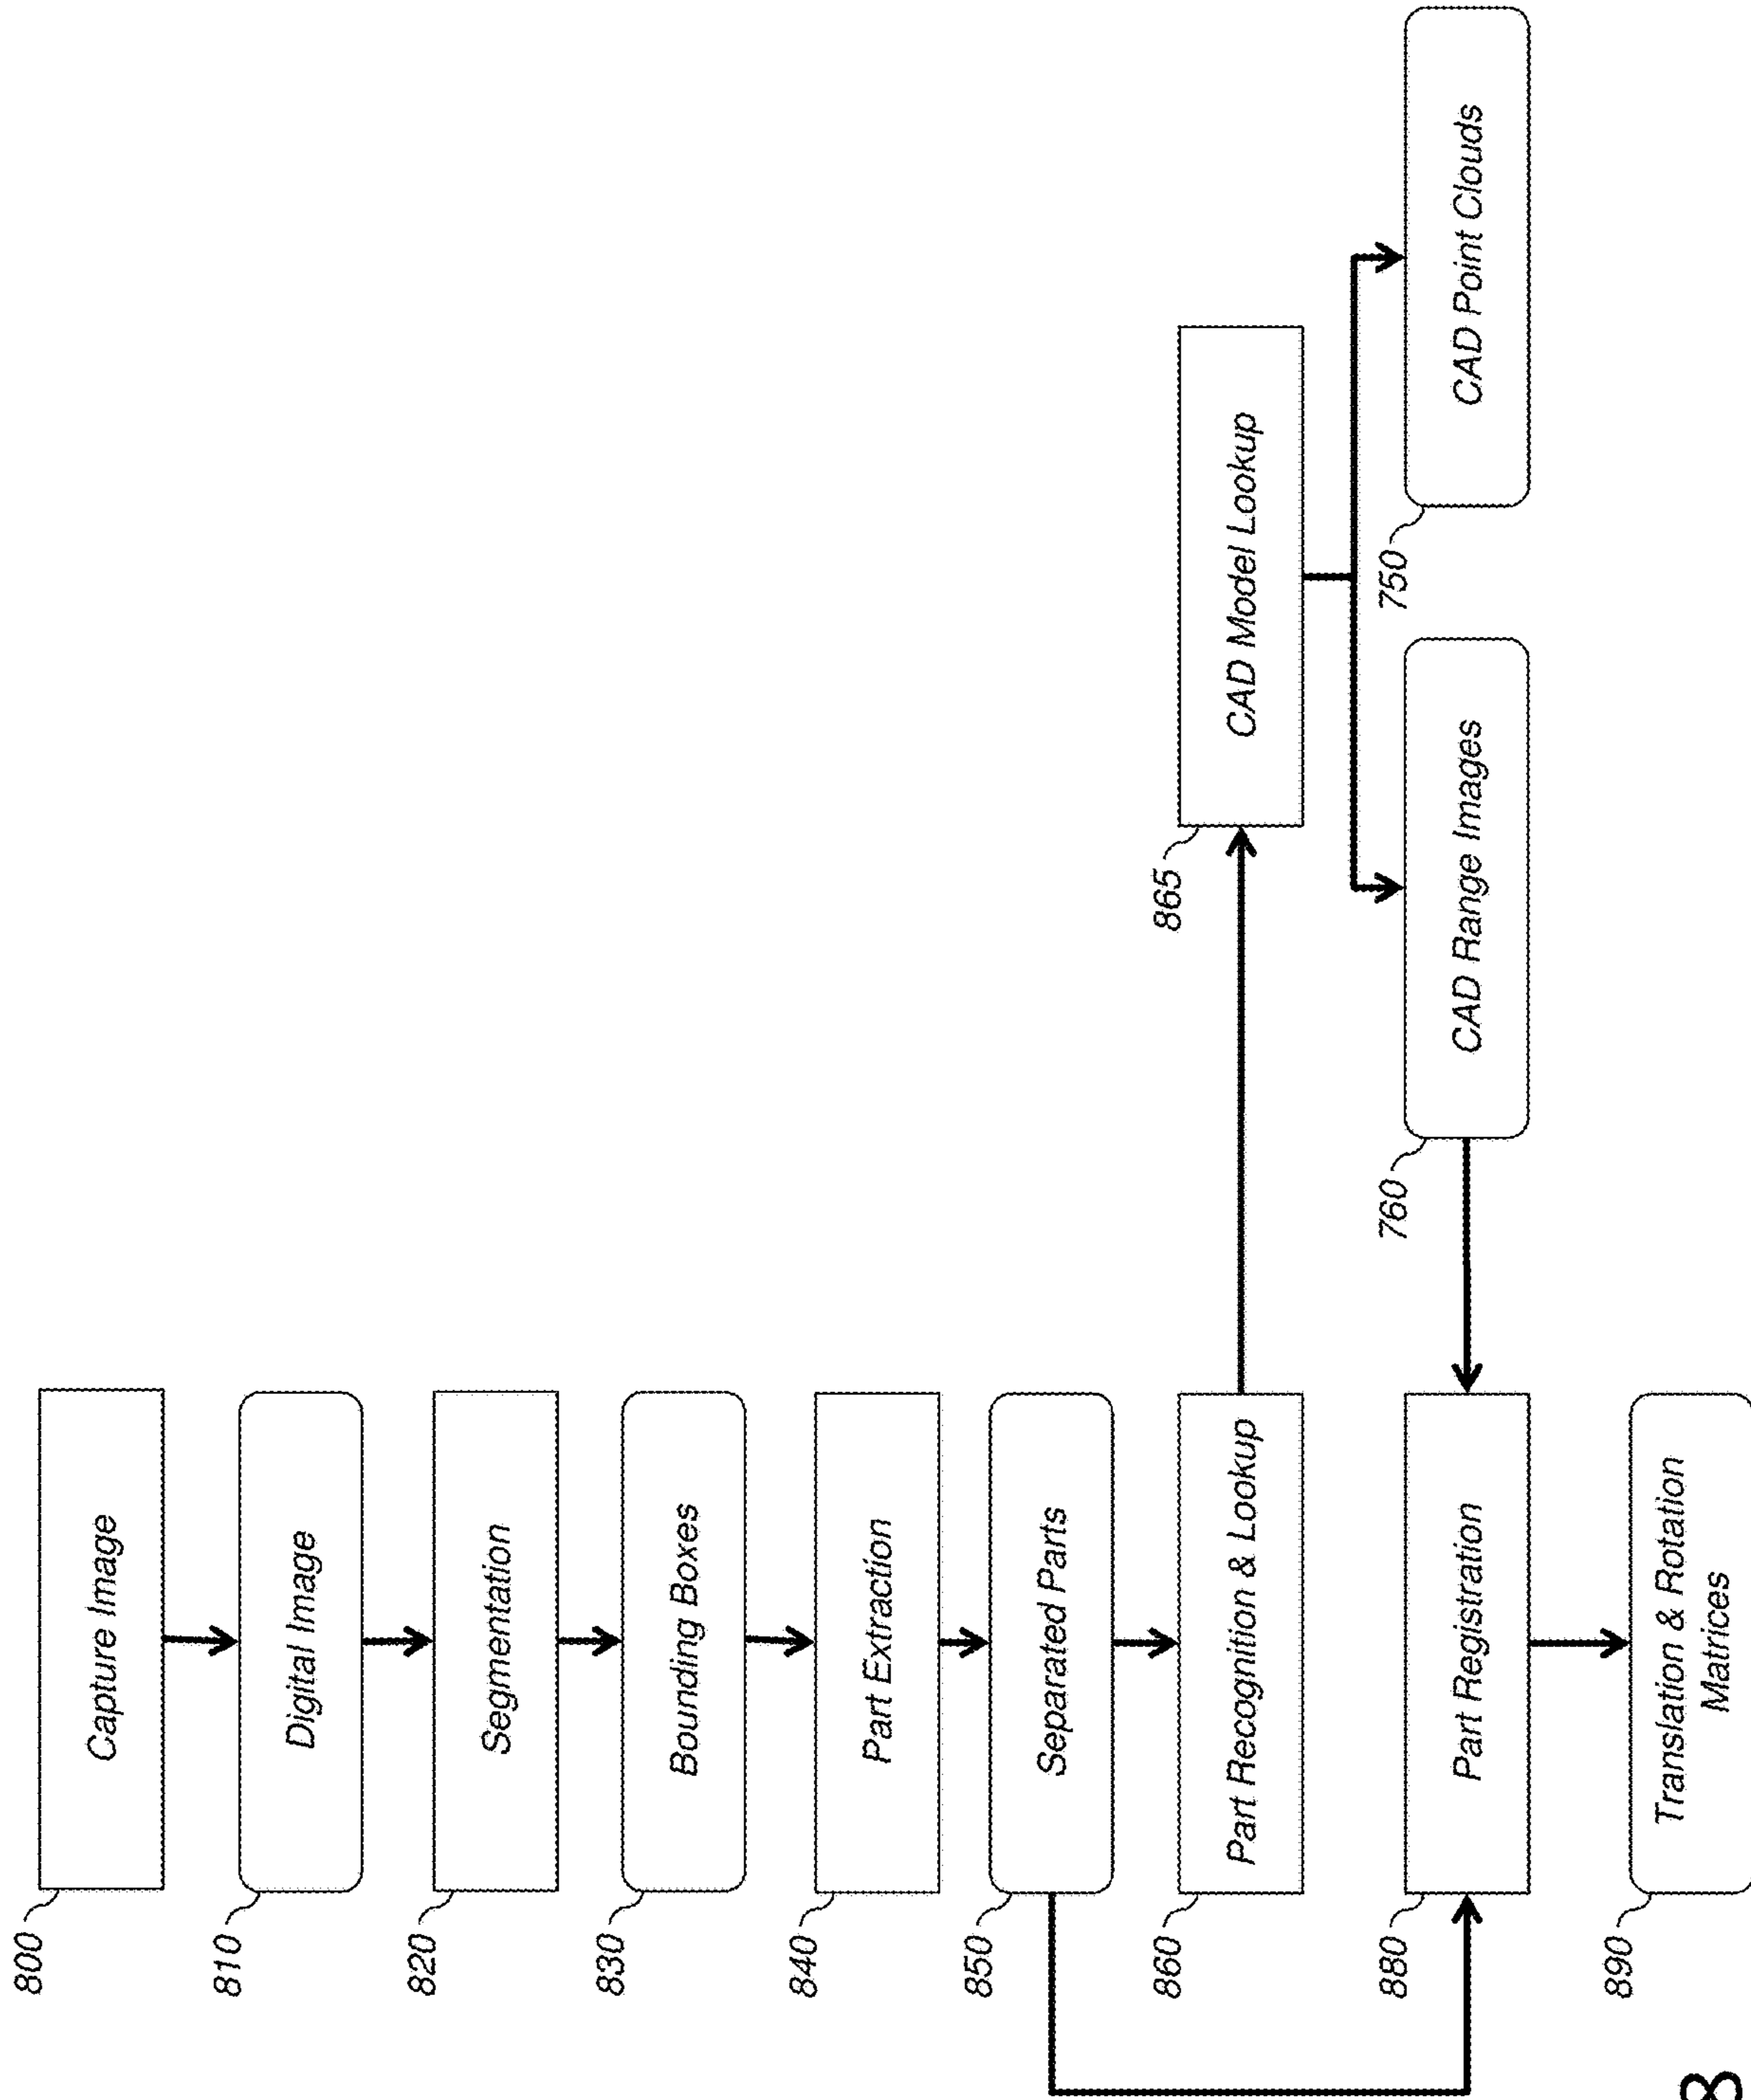 800
Capture Image
810
Digital Image
820
Segmentation
830
Bounding Boxes
840
Part Extraction
850
Separated Parts
860
Part Recognition & Lookup
865
CAD Model Lookup
880
Part Registration
760
CAD Range Images
750
CAD Point Clouds
890
Translation & Rotation
Matrices
8